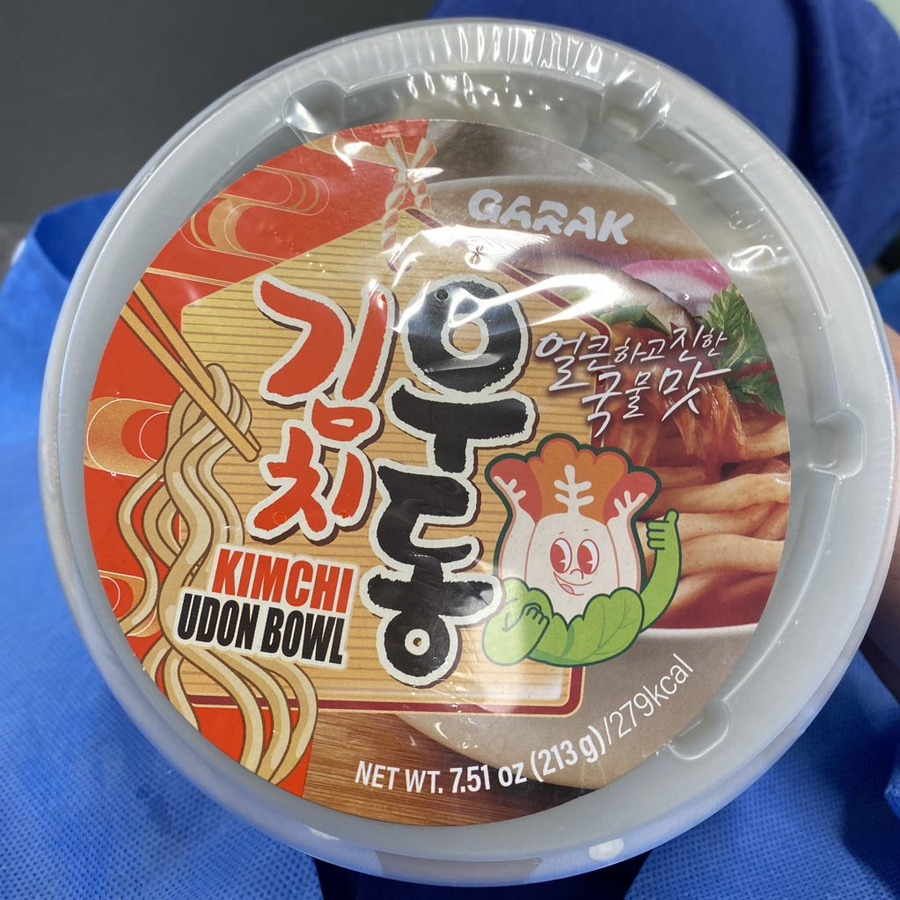 GARAK
김치
우동
얼큰하고 진한
국물 맛
KIMCHI
UDON BOWL
NET WT. 7.51 oz (213 g)/279kcal